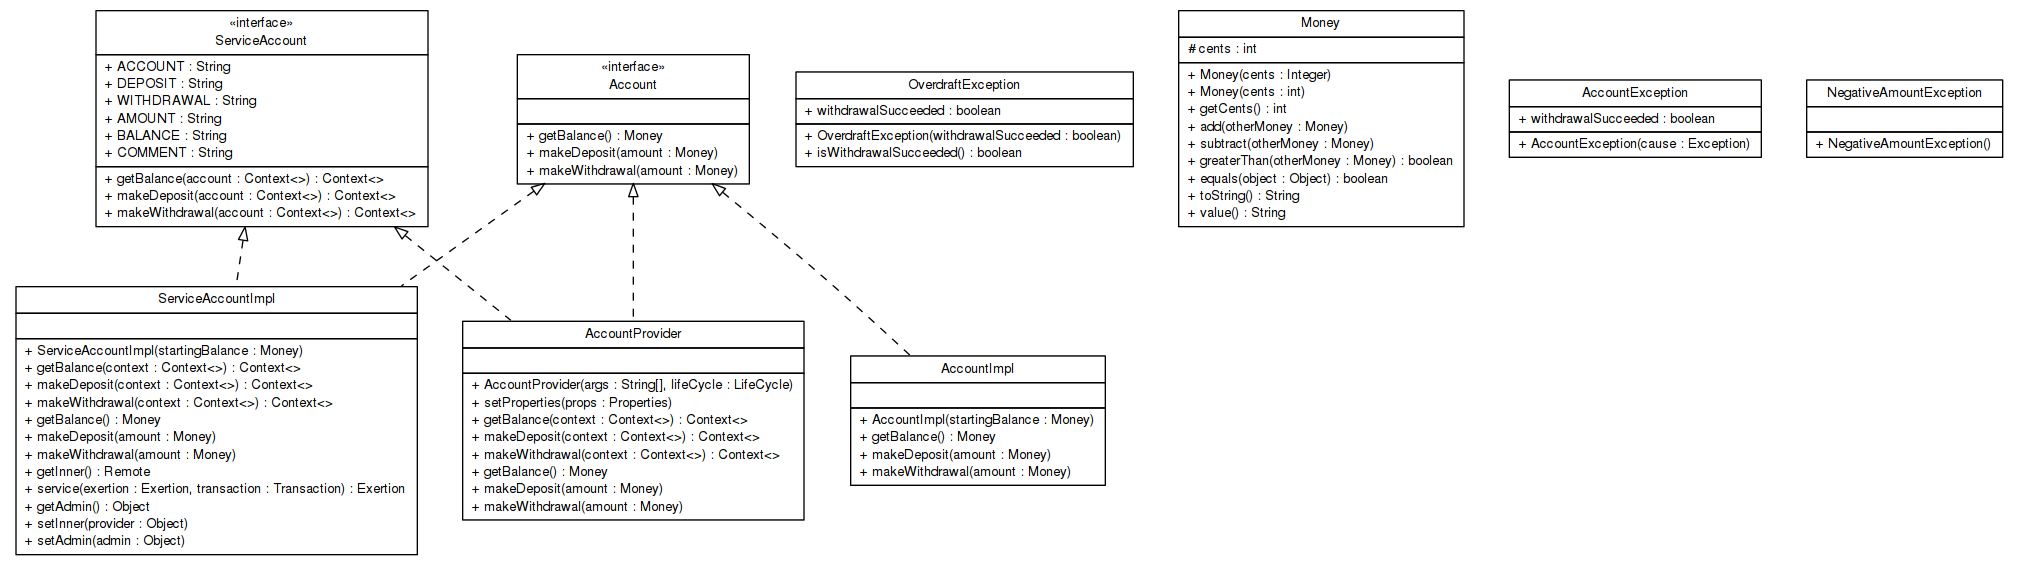 «interface»
ServiceAccount
+ ACCOUNT : String
+ DEPOSIT : String
+ WITHDRAWAL : String
+ AMOUNT : String
+ BALANCE : String
+ COMMENT : String
+ getBalance(account : Context<>) : Context<>
+ makeDeposit(account : Context<>) : Context<>
+ makeWithdrawal(account : Context<>) : Context<>
«interface»
Account
+ getBalance() : Money
+ makeDeposit(amount : Money)
+ makeWithdrawal(amount : Money)
OverdraftException
+ withdrawalSucceeded : boolean
+ OverdraftException(withdrawalSucceeded : boolean)
+ isWithdrawalSucceeded() : boolean
Money
# cents : int
+ Money(cents : Integer)
+ Money(cents : int)
+ getCents() : int
+ add(otherMoney : Money)
+ subtract(otherMoney : Money)
+ greaterThan(otherMoney : Money) : boolean
+ equals(object : Object) : boolean
+ toString() : String
+ value() : String
AccountException
+ withdrawalSucceeded : boolean
+ AccountException(cause : Exception)
NegativeAmountException
+ NegativeAmountException()
ServiceAccountImpl
+ ServiceAccountImpl(startingBalance : Money)
+ getBalance(context : Context<>) : Context<>
+ makeDeposit(context : Context<>) : Context<>
+ makeWithdrawal(context : Context<>) : Context<>
+ getBalance() : Money
+ makeDeposit(amount : Money)
+ makeWithdrawal(amount : Money)
+ getInner() : Remote
+ service(exertion : Exertion, transaction : Transaction) : Exertion
+ getAdmin() : Object
+ setInner(provider : Object)
+ setAdmin(admin : Object)
AccountProvider
+ AccountProvider(args : String[], lifeCycle : LifeCycle)
+ setProperties(props : Properties)
+ getBalance(context : Context<>) : Context<>
+ makeDeposit(context : Context<>) : Context<>
+ makeWithdrawal(context : Context<>) : Context<>
+ getBalance() : Money
+ makeDeposit(amount : Money)
+ makeWithdrawal(amount : Money)
AccountImpl
+ AccountImpl(startingBalance : Money)
+ getBalance() : Money
+ makeDeposit(amount : Money)
+ makeWithdrawal(amount : Money)